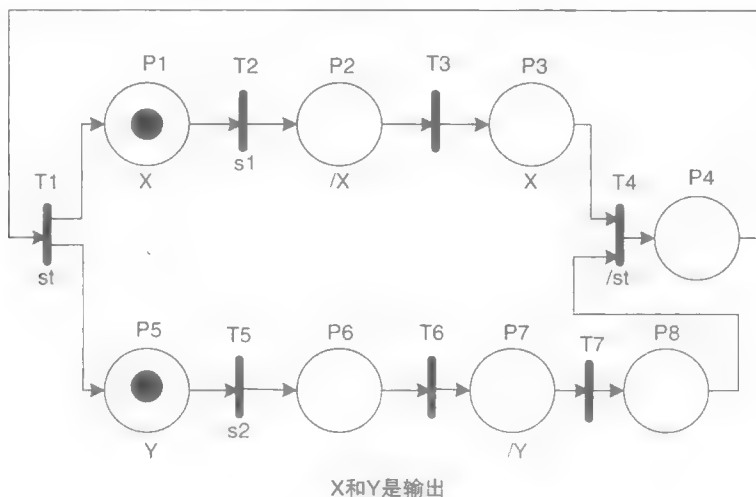 P1
T2
P2
T3
P3
X
s1
/X
X
T1
T4
P4
st
/st
P5
T5
P6
T6
P7
T7
P8
Y
s2
/Y
X和Y是输出